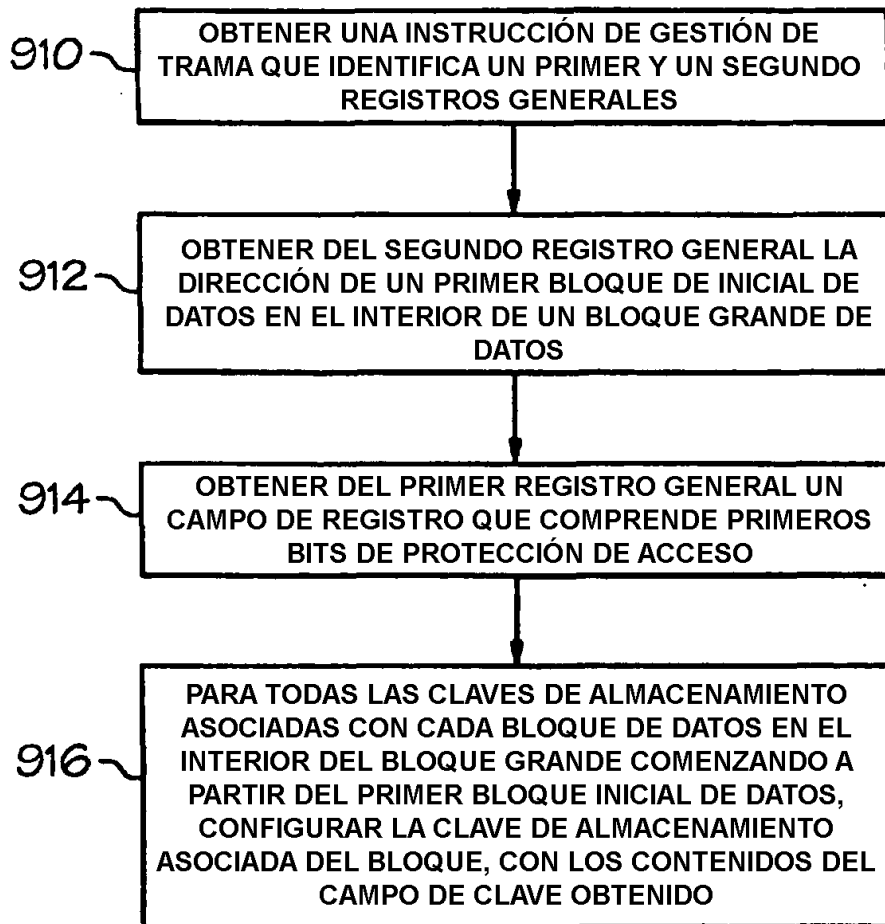 910
OBTENER UNA INSTRUCCIÓN DE GESTIÓN DE
TRAMA QUE IDENTIFICA UN PRIMER Y UN SEGUNDO
REGISTROS GENERALES
912
OBTENER DEL SEGUNDO REGISTRO GENERAL LA
DIRECCIÓN DE UN PRIMER BLOQUE DE INICIAL DE
DATOS EN EL INTERIOR DE UN BLOQUE GRANDE DE
DATOS
914
OBTENER DEL PRIMER REGISTRO GENERAL UN
CAMPO DE REGISTRO QUE COMPRENDE PRIMEROS
BITS DE PROTECCIÓN DE ACCESO
916
PARA TODAS LAS CLAVES DE ALMACENAMIENTO
ASOCIADAS CON CADA BLOQUE DE DATOS EN EL
INTERIOR DEL BLOQUE GRANDE COMENZANDO A
PARTIR DEL PRIMER BLOQUE INICIAL DE DATOS,
CONFIGURAR LA CLAVE DE ALMACENAMIENTO
ASOCIADA DEL BLOQUE, CON LOS CONTENIDOS DEL
CAMPO DE CLAVE OBTENIDO